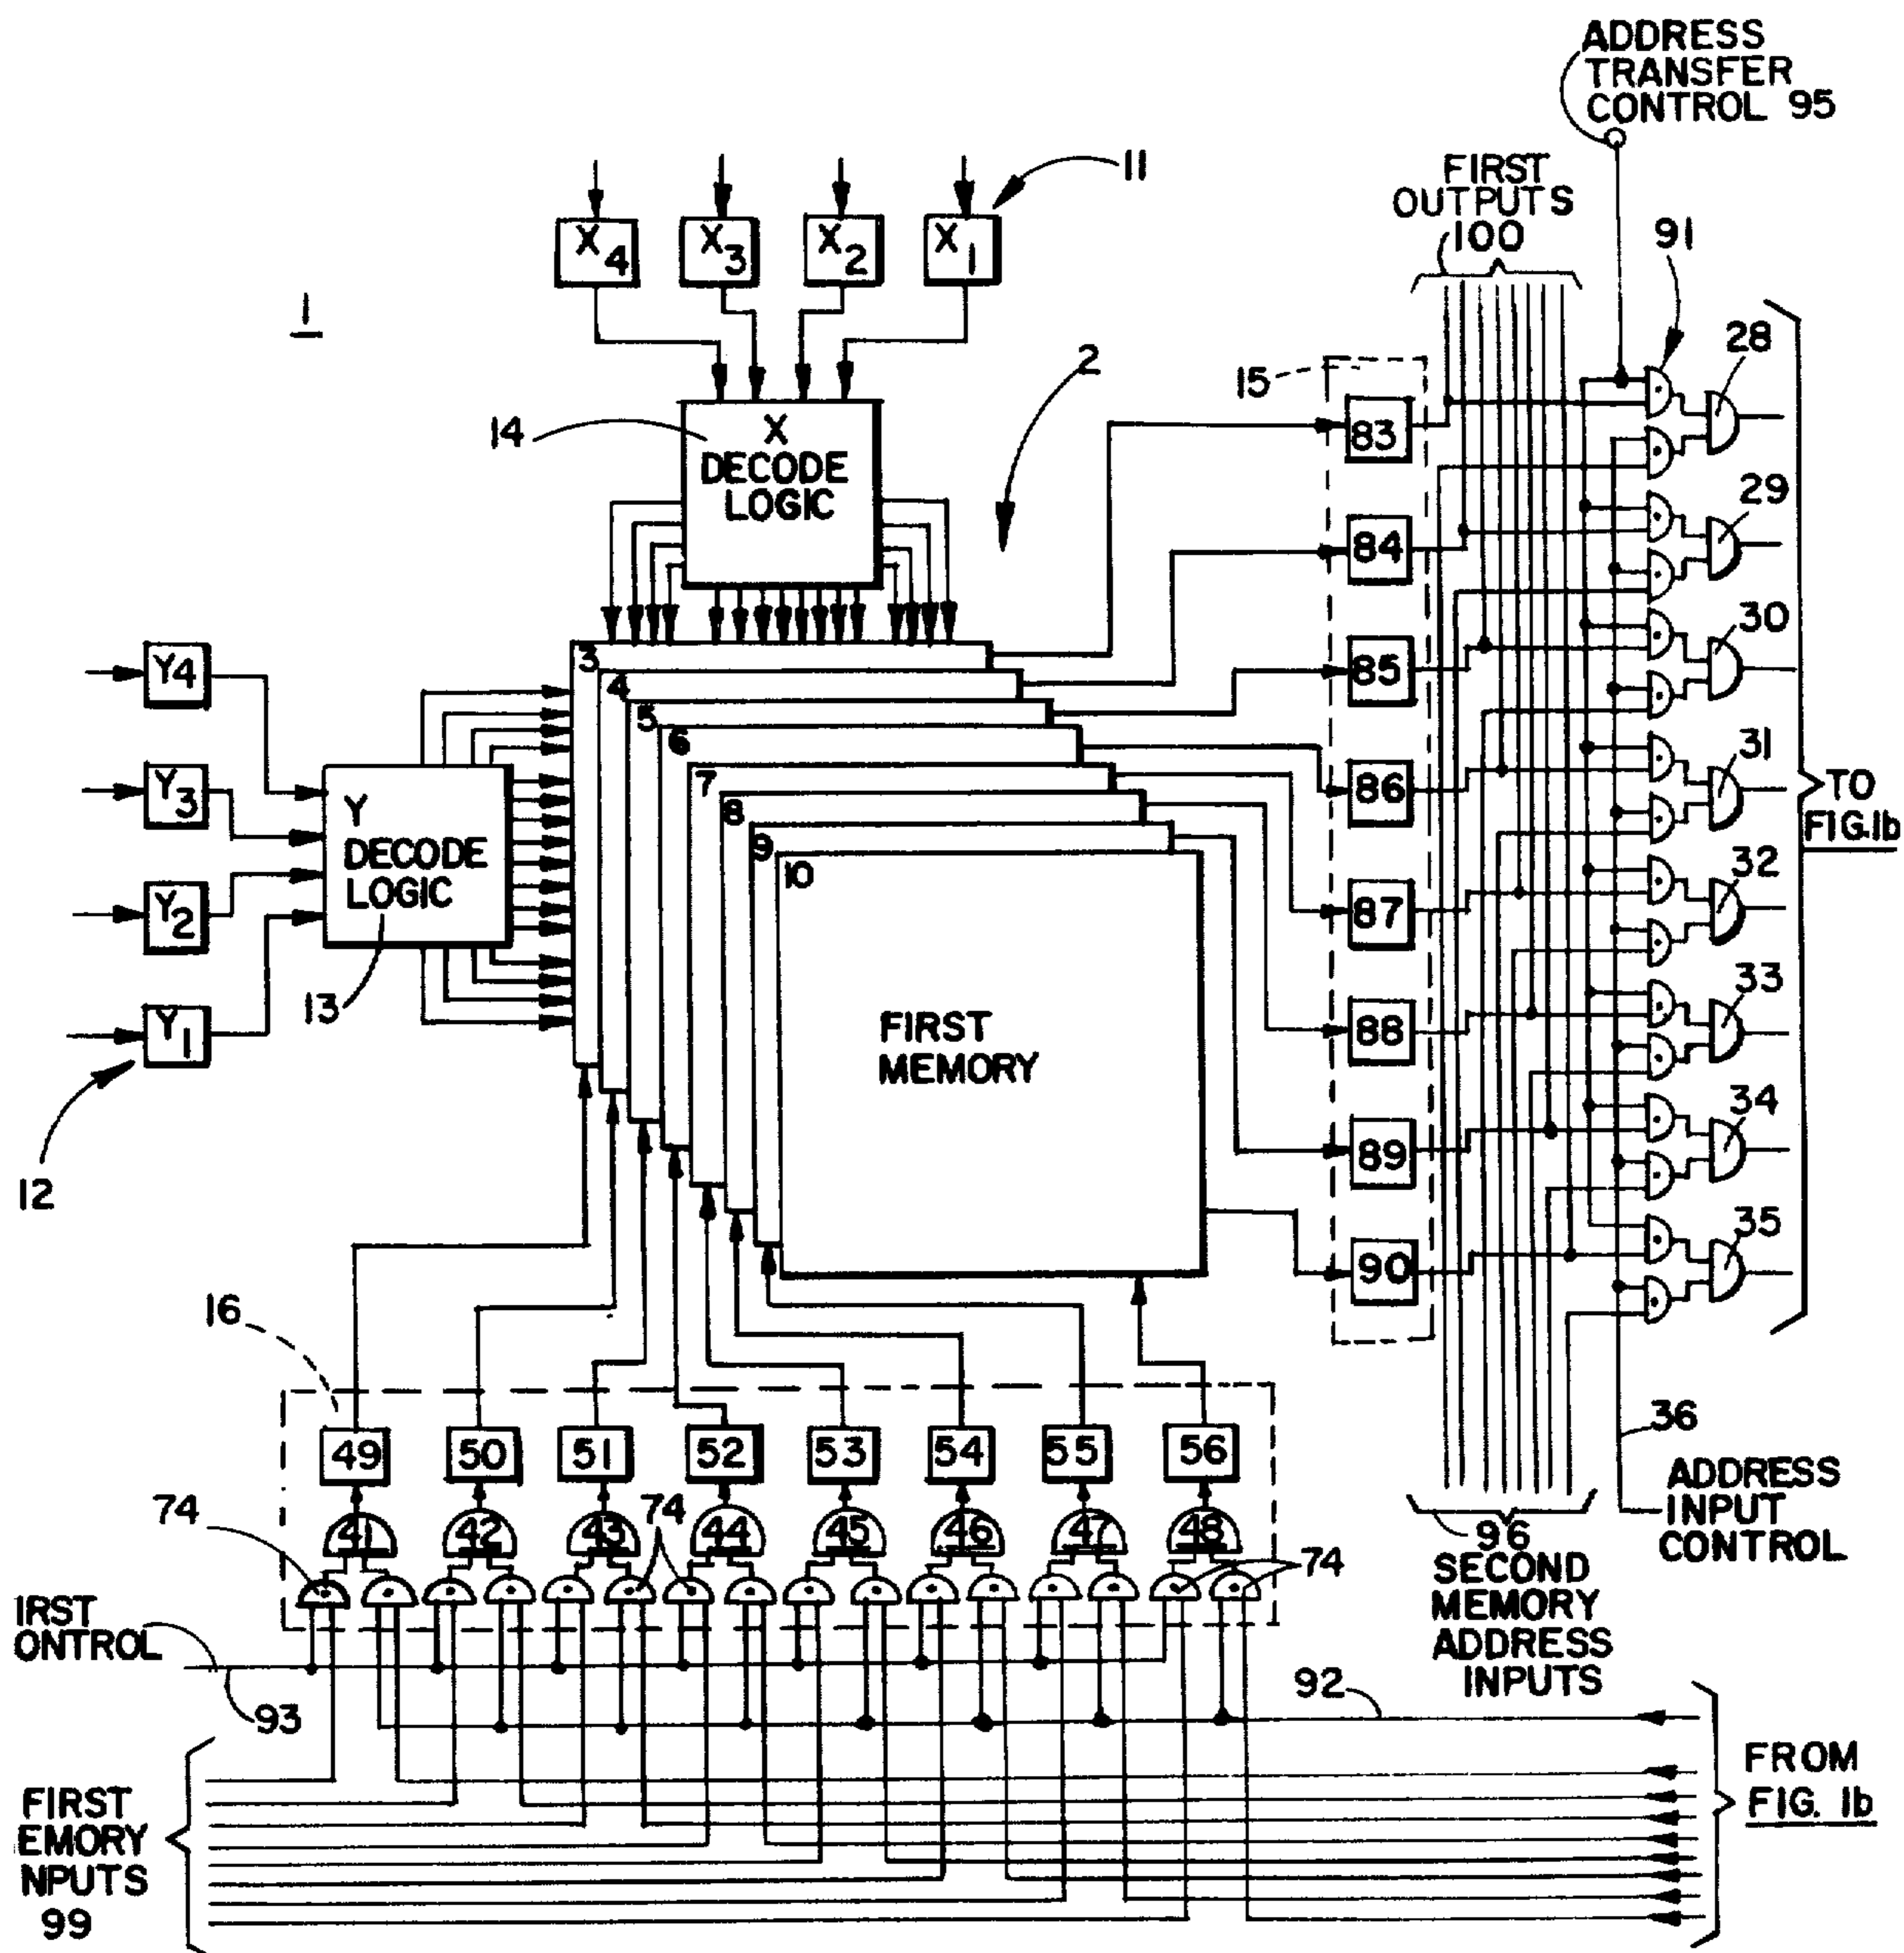 ADDRESS
TRANSFER
CONTROL 95
FIRST
OUTPUTS
100
11
91
X4
X3
X2
X1
1
2
28
14
X
DECODE
LOGIC
15
83
29
84
30
Y4
3
4
5
6
7
8
9
10
85
31
Y3
Y
DECODE
LOGIC
86
TO
FIG.1b
32
Y2
87
33
13
Y1
FIRST
MEMORY
88
34
12
89
35
90
16
36
49
50
51
52
53
54
55
56
ADDRESS
INPUT
CONTROL
74
74
41
42
43
44
45
46
47
48
74
96
SECOND
MEMORY
ADDRESS
INPUTS
IRST
ONTROL
93
92
FROM
FIG. 1b
FIRST
EMORY
NPUTS
99